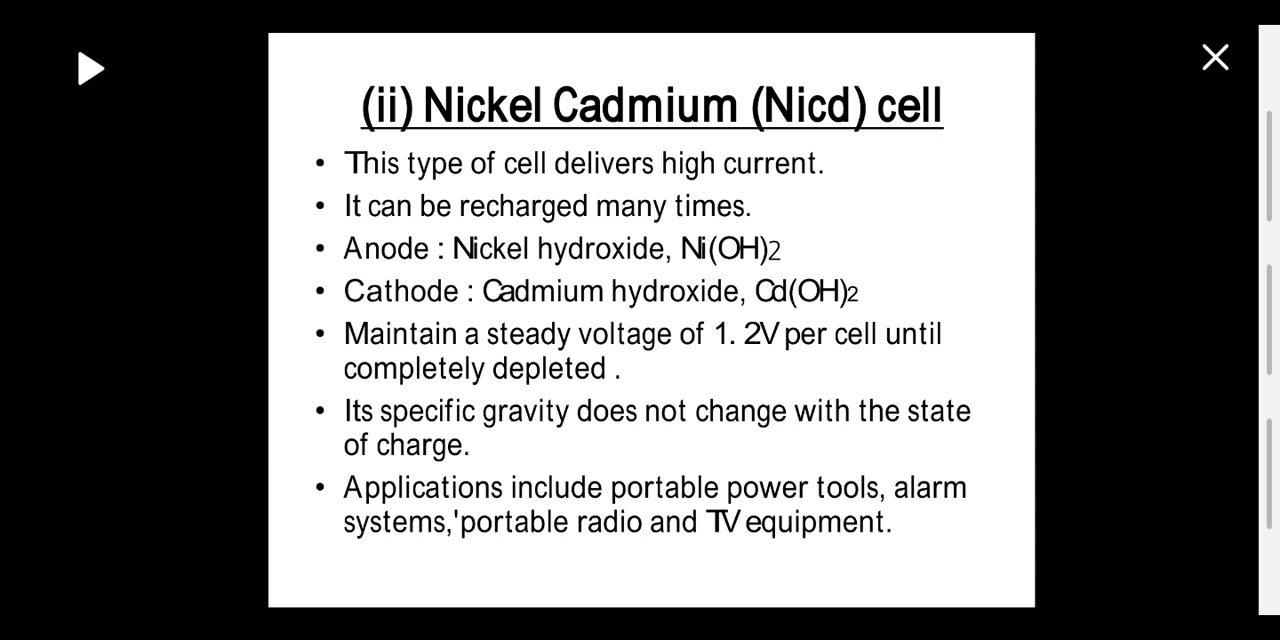 (ii) Nickel Cadmium (Nicd) cell
• This type of cell delivers high current.
• It can be recharged many times.
• Anode : Nickel hydroxide, Ni(OH)2
• Cathode : Cadmium hydroxide, Cd(OH)2
• Maintain a steady voltage of 1. 2V per cell until
completely depleted .
• Its specific gravity does not change with the state
of charge.
• Applications include portable power tools, alarm
systems,'portable radio and TV equipment.